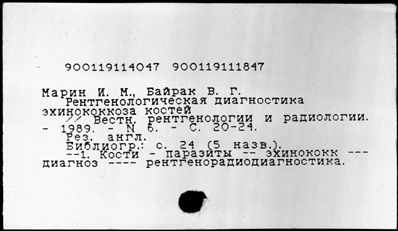 900119114047 900119111847
Марин И. М., Байрак В. Г.
Рентгенологическая диагностика
эхинококкоза костей
// Вестн. рентгенологии и радиологии.
- 1989. - N 6. - С. 20-24.
Рез. англ.
Библиогр.: с. 24 (5 назв.).
--1. Кости - паразиты -- эхинококк ---
диагноз ---- рентгенорадиодиагностика.